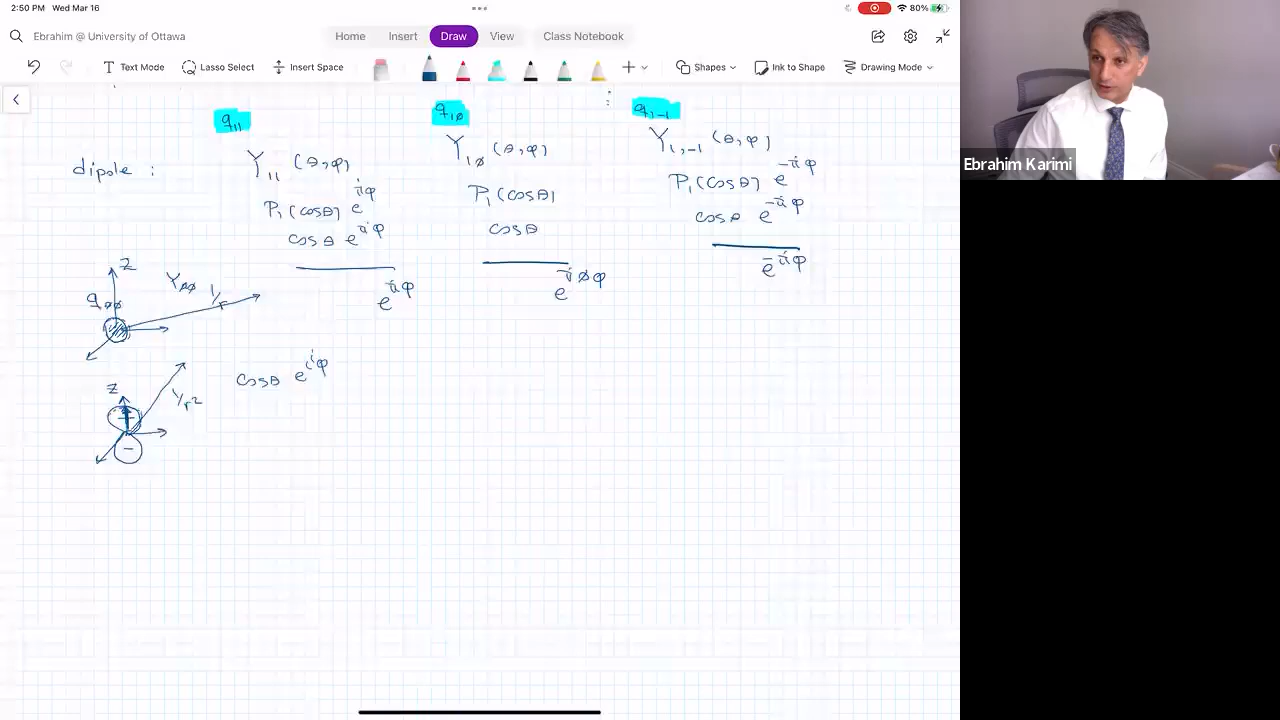 2:50 PM Wed Mar 16
80%
Ebrahim @ University of Ottawa
Home Insert Draw View Class Notebook
Text Mode Lasso Select Insert Space Shapes Ink to Shape Drawing Mode
q₁₁ q₁₀ q₁₋₁
dipole : Y₁₁ (θ,φ) Y₁₀ (θ,φ) Y₁,₋₁ (θ,φ)
P₁(cosθ) e^{iφ} P₁(cosθ) P₁(cosθ) e^{-iφ}
cosθ e^{iφ} cosθ cosθ e^{-iφ}
e^{iφ} e^{i0φ} e^{-iφ}
z
q₀₀ Y₀₀ 1/r
cosθ e^{iφ}
z
1/r²
+
-
Ebrahim Karimi